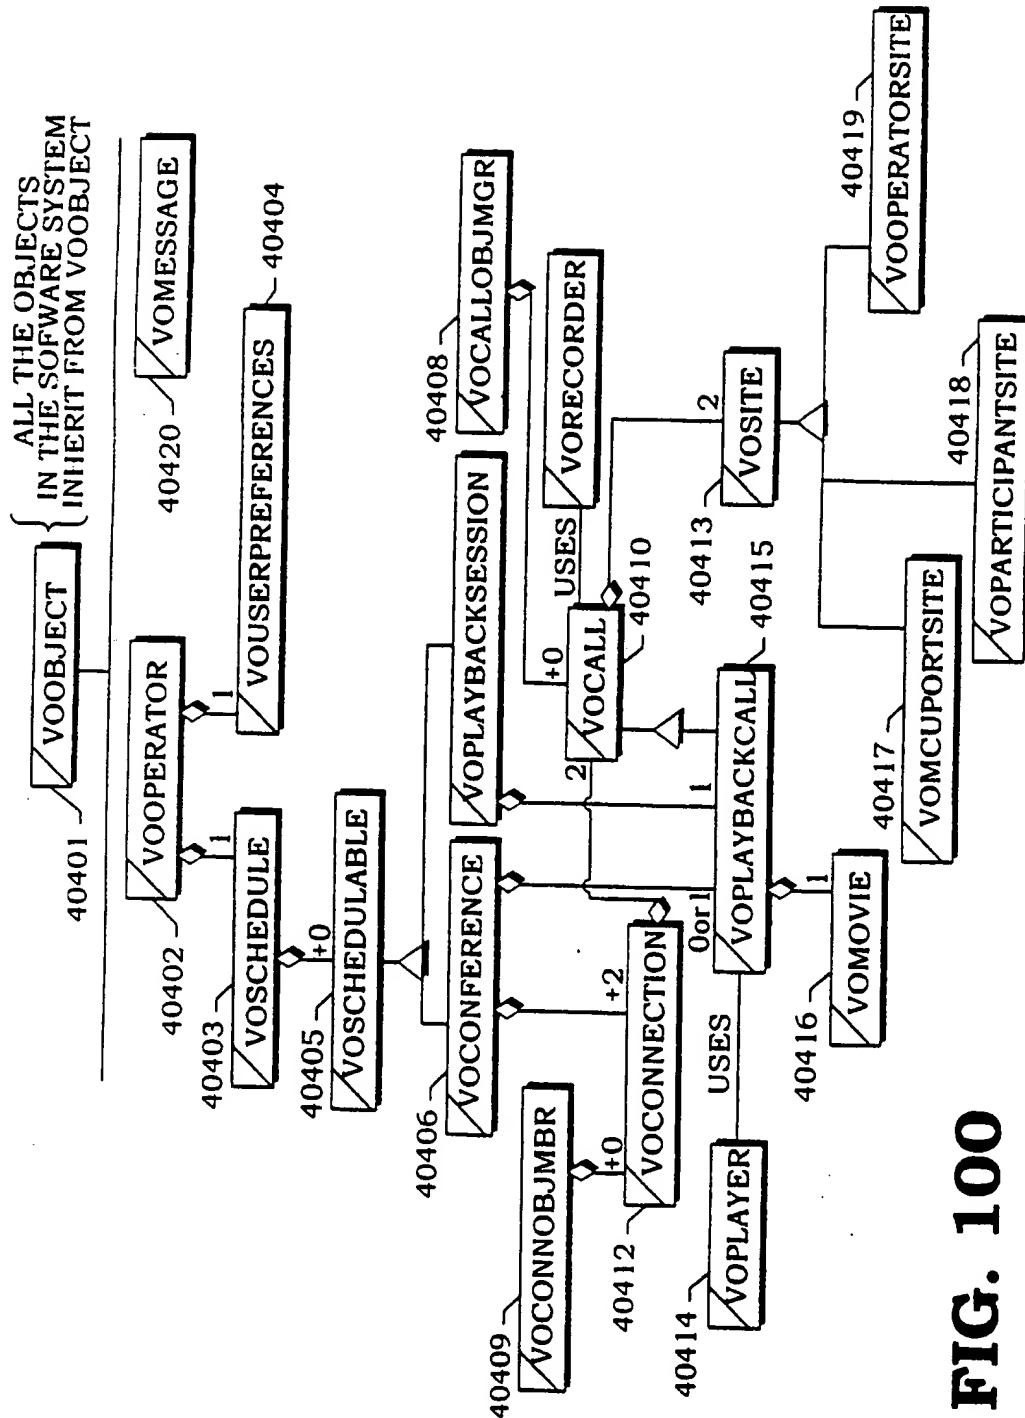 ALL THE OBJECTS
IN THE SOFWARE SYSTEM
INHERIT FROM VOOBJECT
VOOBJECT
40401
VOOPERATOR
40402
VOMESSAGE
40420
1
1
VOSCHEDULE
40403
VOUSERPREFERENCES
40404
+0
VOSCHEDULABLE
40405
VOCONFERENCE
40406
VOPLAYBACKSESSION
VOCALLOBJMGR
40408
VOCONNOBJMBR
40409
+0
+2
VOCONNECTION
40412
+0
2
VOCALL
40410
USES
VORECORDER
2
VOSITE
40413
0or1
1
VOPLAYBACKCALL
40415
USES
VOPLAYER
40414
1
VOMOVIE
40416
VOMCUPORTSITE
40417
VOPARTICIPANTSITE
40418
VOOPERATORSITE
40419
FIG. 100